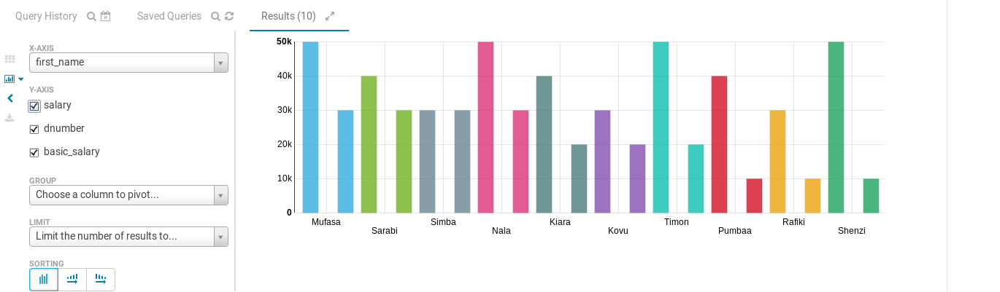 Query History
Saved Queries
Results (10)
X-AXIS
first_name
Y-AXIS
salary
dnumber
basic_salary
GROUP
Choose a column to pivot...
LIMIT
Limit the number of results to...
SORTING
50k
40k
30k
20k
10k
0
Mufasa
Sarabi
Simba
Nala
Kiara
Kovu
Timon
Pumbaa
Rafiki
Shenzi